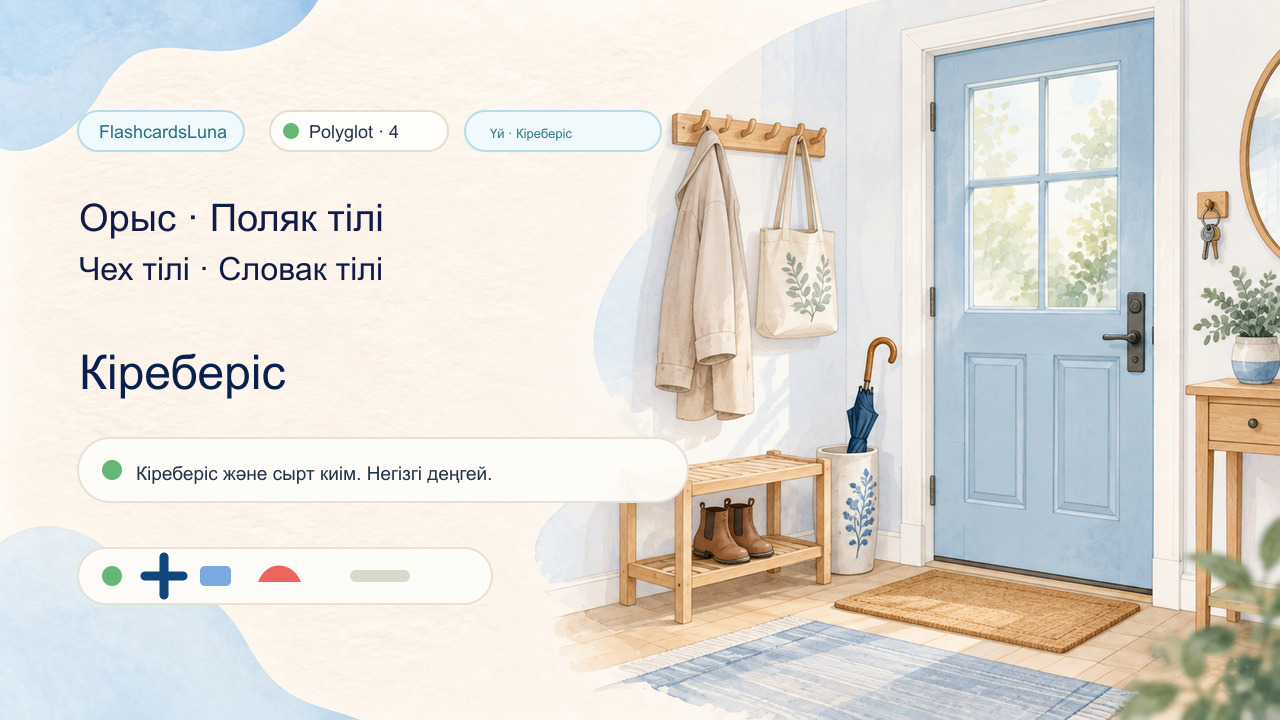 FlashcardsLuna
Polyglot · 4
Үй · Кіреберіс
Орыс · Поляк тілі
Чех тілі · Словак тілі
Кіреберіс
Кіреберіс және сырт киім. Негізгі деңгей.